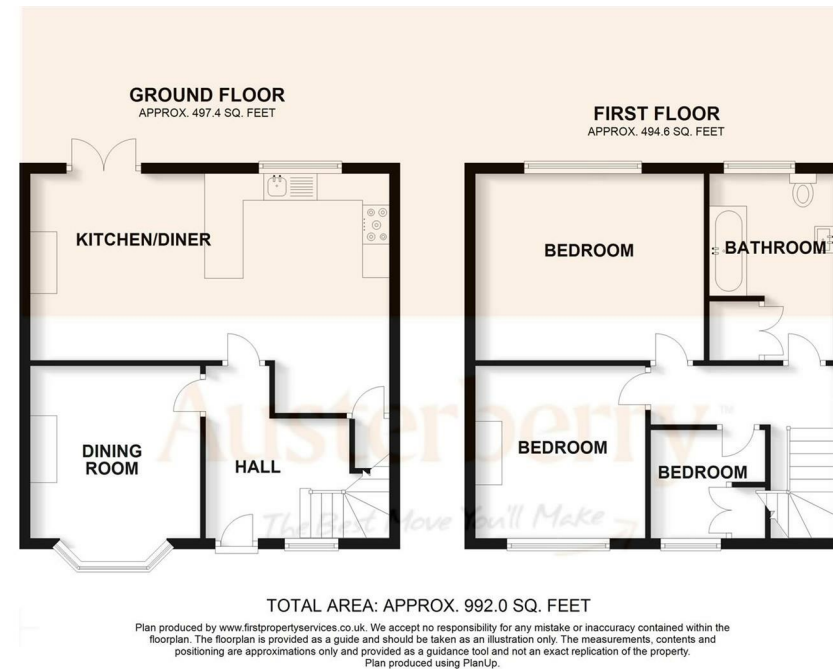 GROUND FLOOR
APPROX. 497.4 SQ. FEET
KITCHEN/DINER
DINING
ROOM
HALL
FIRST FLOOR
APPROX. 494.6 SQ. FEET
BEDROOM
BATHROOM
BEDROOM
BEDROOM
Austerberry™
The Best Move You'll Make
TOTAL AREA: APPROX. 992.0 SQ. FEET
Plan produced by www.firstpropertyservices.co.uk. We accept no responsibility for any mistake or inaccuracy contained within the
floorplan. The floorplan is provided as a guide and should be taken as an illustration only. The measurements, contents and
positioning are approximations only and provided as a guidance tool and not an exact replication of the property.
Plan produced using PlanUp.